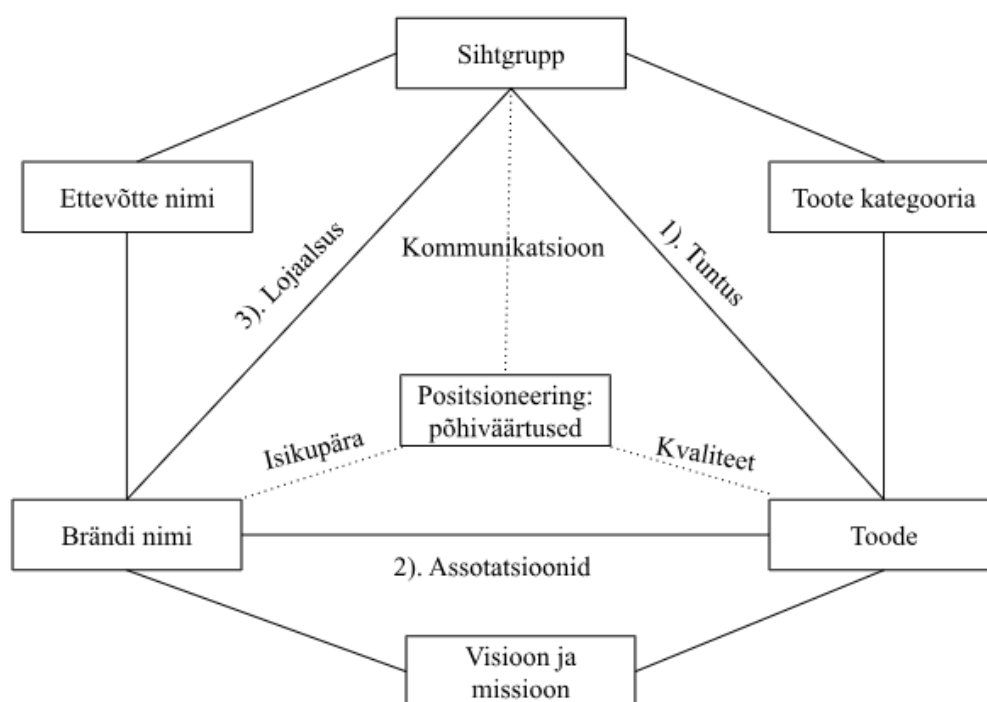 Sihtgrupp
Ettevõtte nimi
Toote kategooria
3). Lojaalsus
Kommunikatsioon
1). Tuntus
Positsioneering:
põhiväärtused
Isikupära
Kvaliteet
Brändi nimi
Toode
2). Assotatsioonid
Visioon ja
missioon